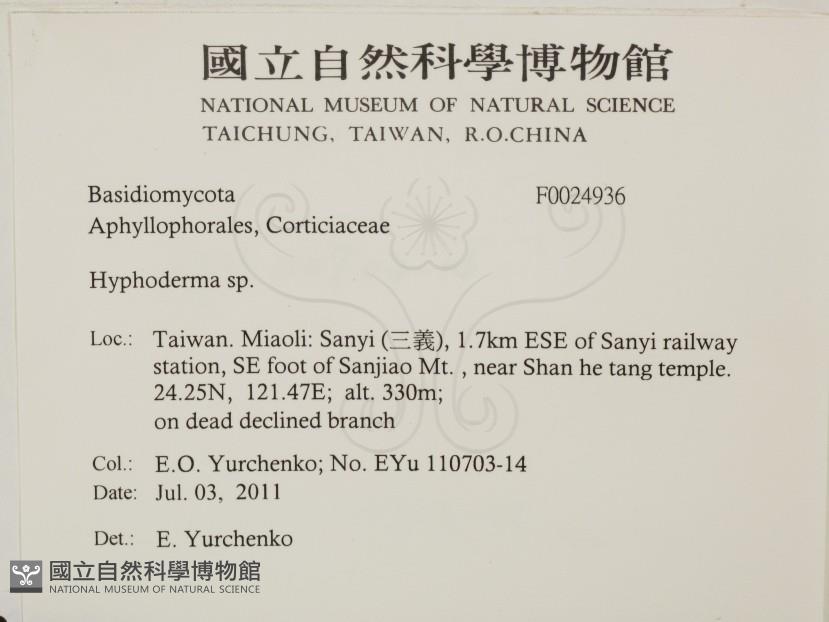 國立自然科學博物館
NATIONAL MUSEUM OF NATURAL SCIENCE
TAICHUNG, TAIWAN, R.O.CHINA
Basidiomycota F0024936
Aphyllophorales, Corticiaceae
Hyphoderma sp.
Loc.: Taiwan. Miaoli: Sanyi (三義), 1.7km ESE of Sanyi railway
station, SE foot of Sanjiao Mt. , near Shan he tang temple.
24.25N, 121.47E; alt. 330m;
on dead declined branch
Col.: E.O. Yurchenko; No. EYu 110703-14
Date: Jul. 03, 2011
Det.: E. Yurchenko
國立自然科學博物館
NATIONAL MUSEUM OF NATURAL SCIENCE